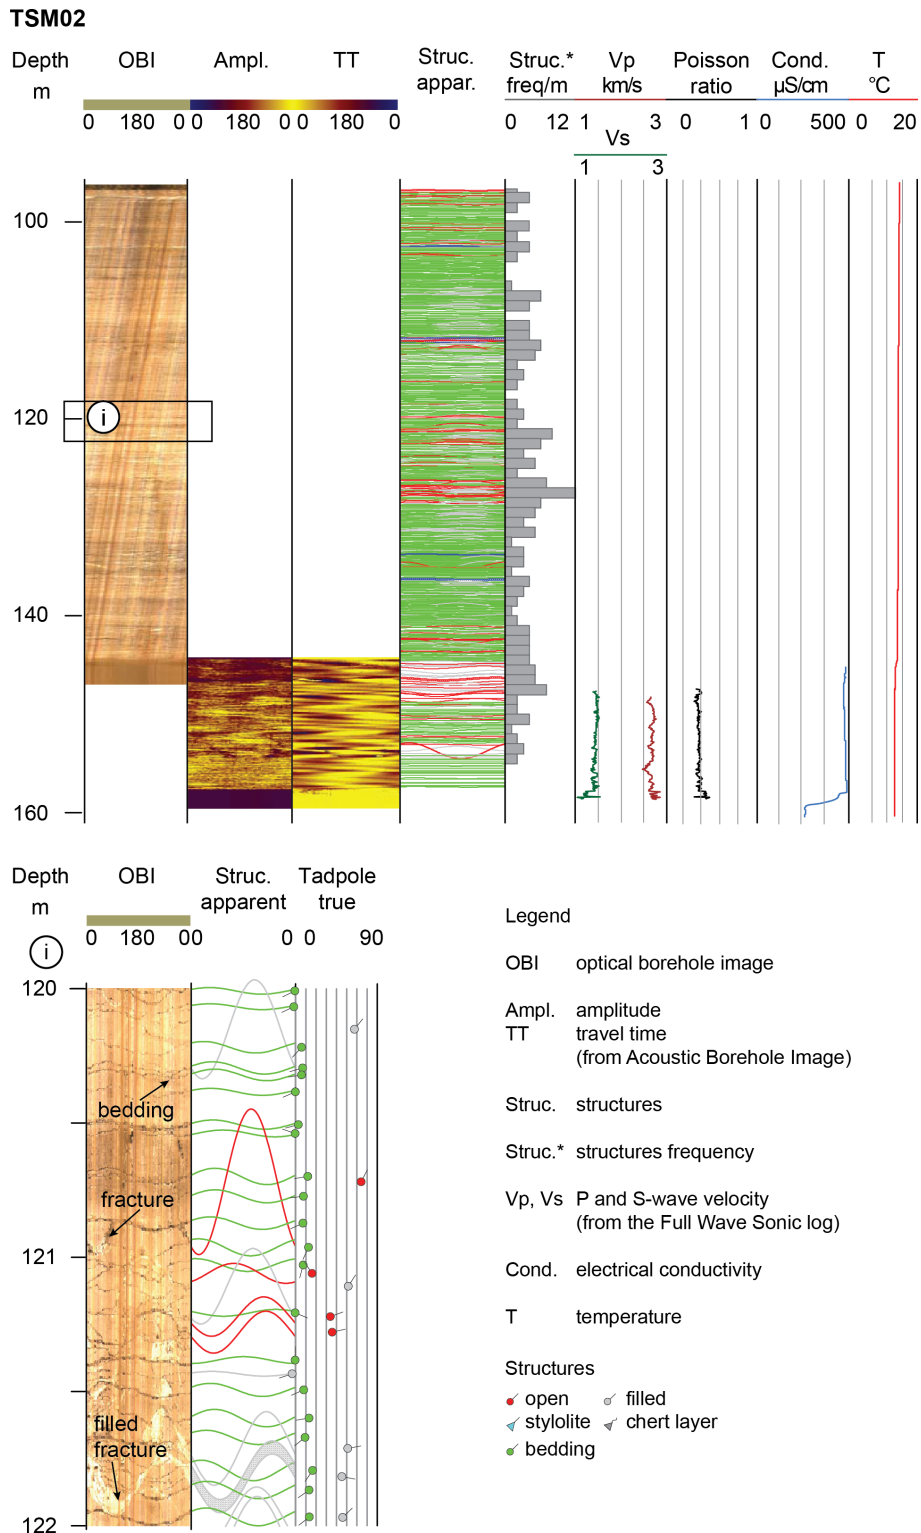 TSM02
Depth OBI Ampl. TT Struc. Struc.* Vp Poisson Cond. T
m appar. freq/m km/s ratio µS/cm °C
0 180 0 0 180 0 0 180 0 0 12 1 3 0 1 0 500 0 20
Vs
1 3
100
120
i
140
160
Depth OBI Struc. Tadpole
m apparent true
i
0 180 0 0 0 0 90
120
bedding
fracture
121
filled
fracture
122
Legend
OBI optical borehole image
Ampl. amplitude
TT travel time
(from Acoustic Borehole Image)
Struc. structures
Struc.* structures frequency
Vp, Vs P and S-wave velocity
(from the Full Wave Sonic log)
Cond. electrical conductivity
T temperature
Structures
open filled
stylolite chert layer
bedding